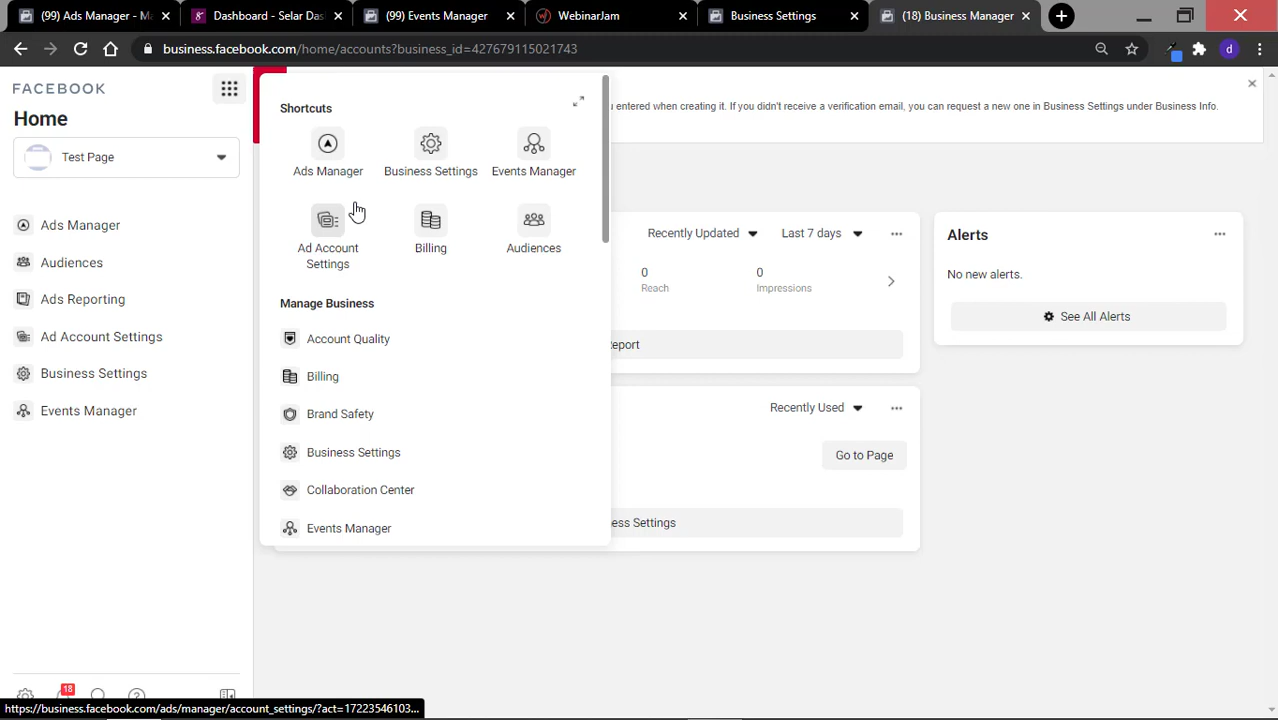 (99) Ads Manager - Ma
Dashboard - Selar Das
(99) Events Manager
WebinarJam
Business Settings
(18) Business Manager
business.facebook.com/home/accounts?business_id=427679115021743
d
FACEBOOK
Home
Test Page
Ads Manager
Audiences
Ads Reporting
Ad Account Settings
Business Settings
Events Manager
18
Shortcuts
Ads Manager
Business Settings
Events Manager
Ad Account
Settings
Billing
Audiences
Manage Business
Account Quality
Billing
Brand Safety
Business Settings
Collaboration Center
Events Manager
entered when creating it. If you didn't receive a verification email, you can request a new one in Business Settings under Business Info.
Recently Updated
Last 7 days
0
Reach
0
Impressions
eport
Recently Used
Go to Page
ess Settings
Alerts
No new alerts.
See All Alerts
https://business.facebook.com/ads/manager/account_settings/?act=17223546103...